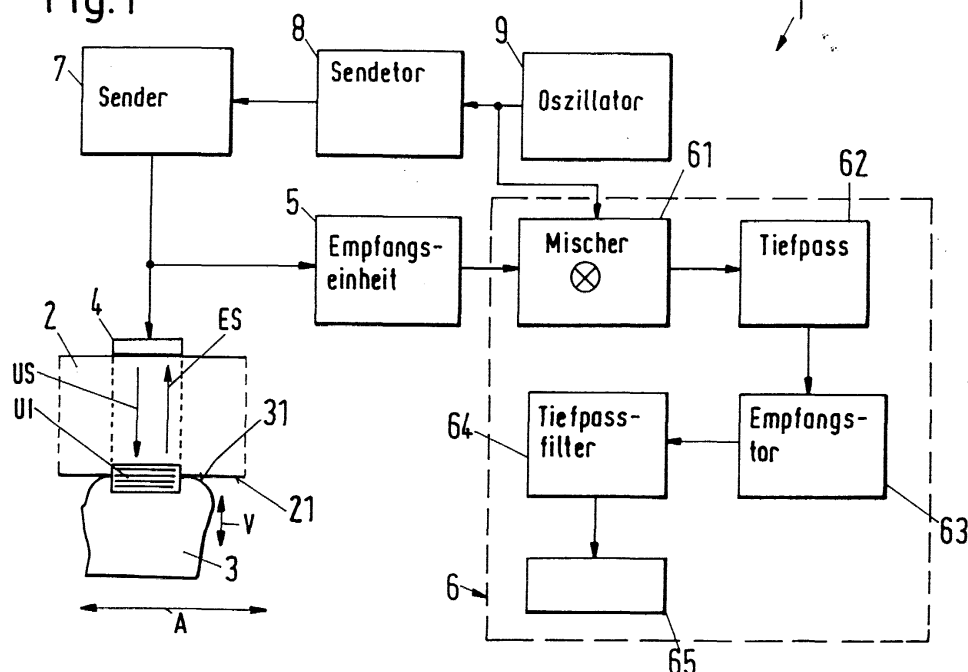 Fig.1
1
7
Sender
8
Sendetor
9
Oszillator
5
Empfangs-
einheit
61
Mischer
62
Tiefpass
2
4
ES
US
UI
31
21
V
3
A
64
Tiefpass-
filter
Empfangs-
tor
63
6
65